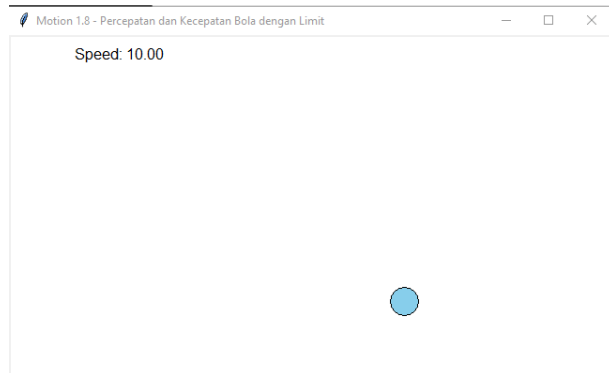 Motion 1.8 - Percepatan dan Kecepatan Bola dengan Limit
Speed: 10.00